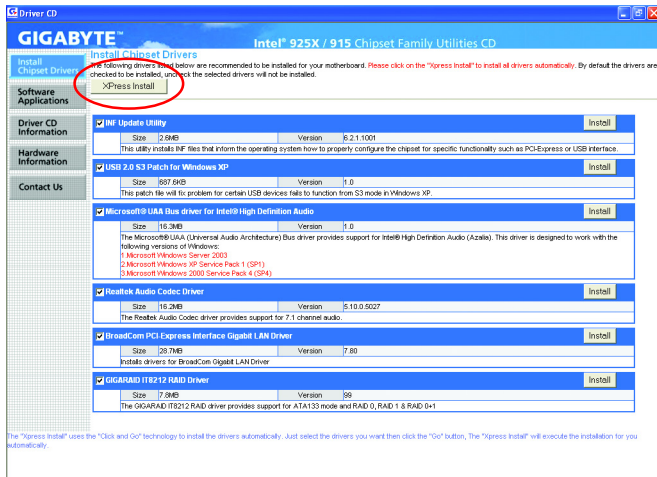 Driver CD
GIGABYTE™
Intel® 925X / 915 Chipset Family Utilities CD
Install
Chipset Drivers
Software
Applications
Driver CD
Information
Hardware
Information
Contact Us
Install Chipset Drivers
The following drivers listed below are recommended to be installed for your motherboard. Please click on the "Xpress Install" to install all drivers automatically. By default the drivers are
checked to be installed, uncheck the selected drivers will not be installed.
XPress Install
INF Update Utility Install
Size 2.6MB Version 6.2.1.1001
This utility installs INF files that inform the operating system how to properly configure the chipset for specific functionality such as PCI-Express or USB interface.
USB 2.0 S3 Patch for Windows XP Install
Size 687.6KB Version 1.0
This patch file will fix problem for certain USB devices fails to function from S3 mode in Windows XP.
Microsoft® UAA Bus driver for Intel® High Definition Audio Install
Size 16.3MB Version 1.0
The Microsoft® UAA (Universal Audio Architecture) Bus driver provides support for Intel® High Definition Audio (Azalia). This driver is designed to work with the
following versions of Windows:
1.Microsoft Windows Server 2003
2.Microsoft Windows XP Service Pack 1 (SP1)
3.Microsoft Windows 2000 Service Pack 4 (SP4)
Realtek Audio Codec Driver Install
Size 16.2MB Version 5.10.0.5027
The Realtek Audio Codec driver provides support for 7.1 channel audio.
BroadCom PCI-Express Interface Gigabit LAN Driver Install
Size 28.7MB Version 7.80
Installs drivers for BroadCom Gigabit LAN Driver
GIGARAID IT8212 RAID Driver Install
Size 7.6MB Version 99
The GIGARAID IT8212 RAID driver provides support for ATA133 mode and RAID 0, RAID 1 & RAID 0+1
The "Xpress Install" uses the "Click and Go" technology to install the drivers automatically. Just select the drivers you want then click the "Go" button, The "Xpress Install" will execute the installation for you
automatically.